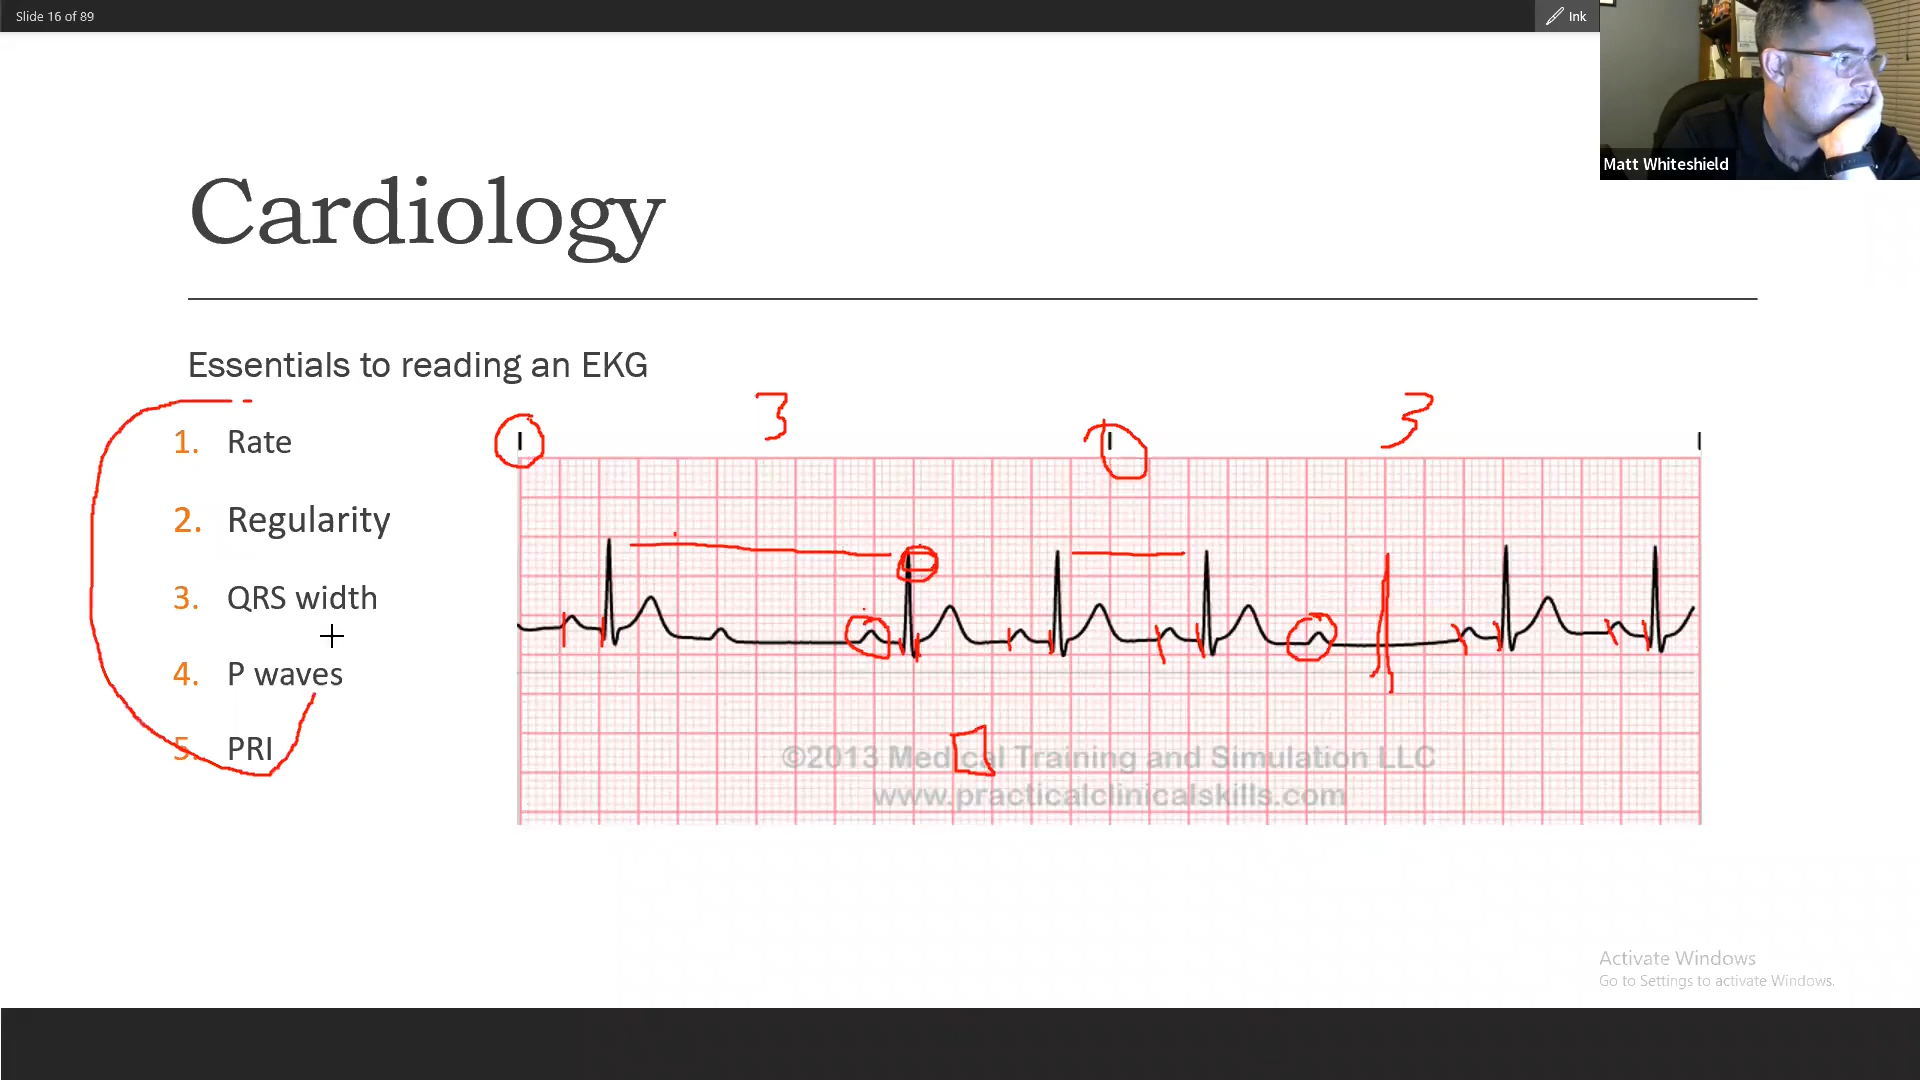 Slide 16 of 89
Ink
Matt Whiteshield
Cardiology
Essentials to reading an EKG
3
3
1. Rate
2. Regularity
3. QRS width
4. P waves
5. PRI
©2013 Medical Training and Simulation LLC
www.practicalclinicalskills.com
Activate Windows
Go to Settings to activate Windows.